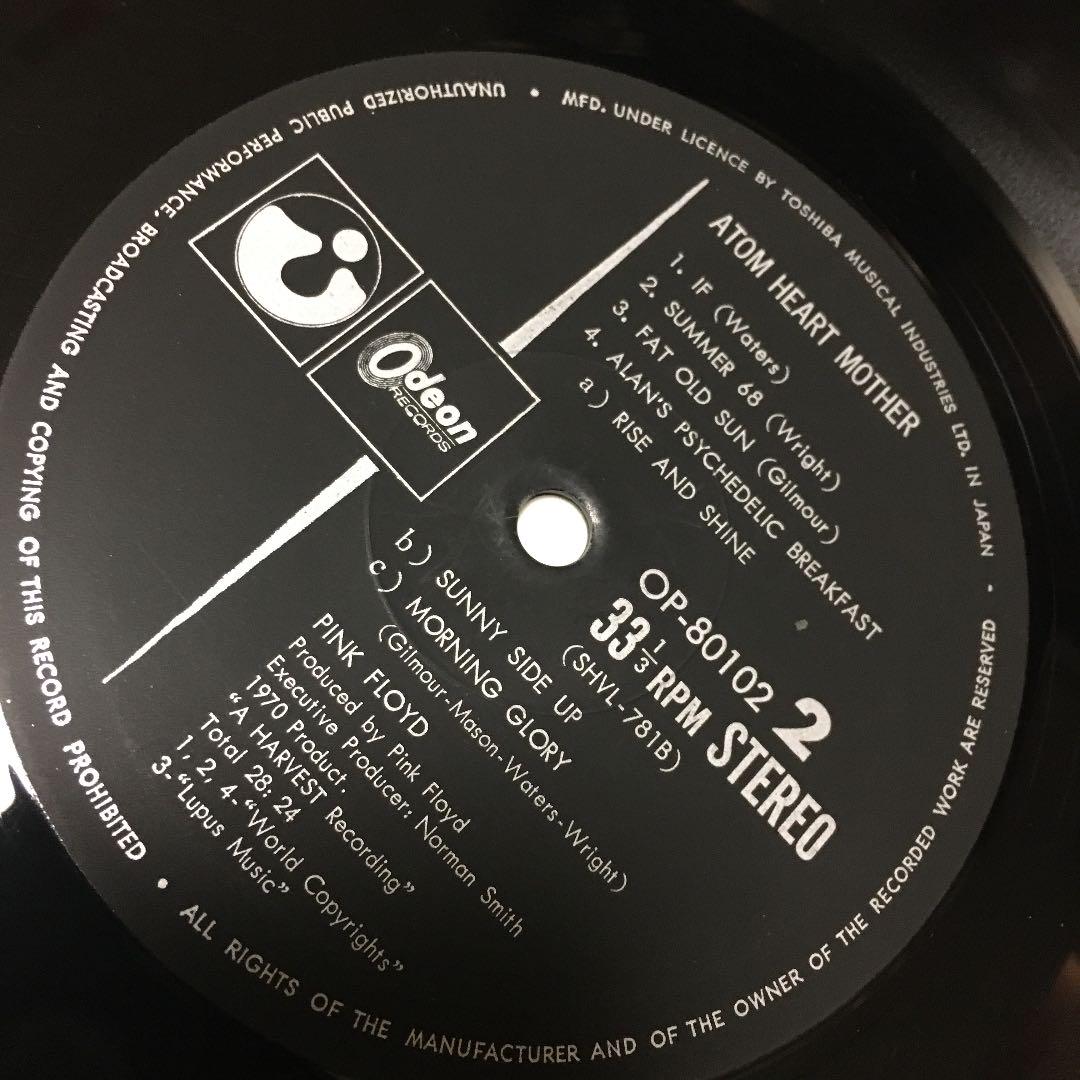 MFD. UNDER LICENCE BY TOSHIBA MUSICAL INDUSTRIES LTD. IN JAPAN • ALL RIGHTS OF THE MANUFACTURER AND OF THE OWNER OF THE RECORDED WORK ARE RESERVED • UNAUTHORIZED PUBLIC PERFORMANCE, BROADCASTING AND COPYING OF THIS RECORD PROHIBITED •
Odeon
RECORDS
ATOM HEART MOTHER
1. IF (Waters)
2. SUMMER 68 (Wright)
3. FAT OLD SUN (Gilmour)
4. ALAN'S PSYCHEDELIC BREAKFAST
a) RISE AND SHINE
b) SUNNY SIDE UP
c) MORNING GLORY
(Gilmour-Mason-Waters-Wright)
OP-80102 2
(SHVL-781B)
33 1/3 RPM STEREO
PINK FLOYD
Produced by Pink Floyd
Executive Producer: Norman Smith
1970 Product.
"A HARVEST Recording"
Total 28: 24
1, 2, 4-"World Copyrights"
3-"Lupus Music"